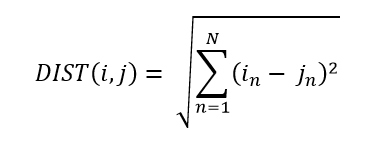 DIST(i,j) = √∑_{n=1}^{N}(i_n − j_n)²